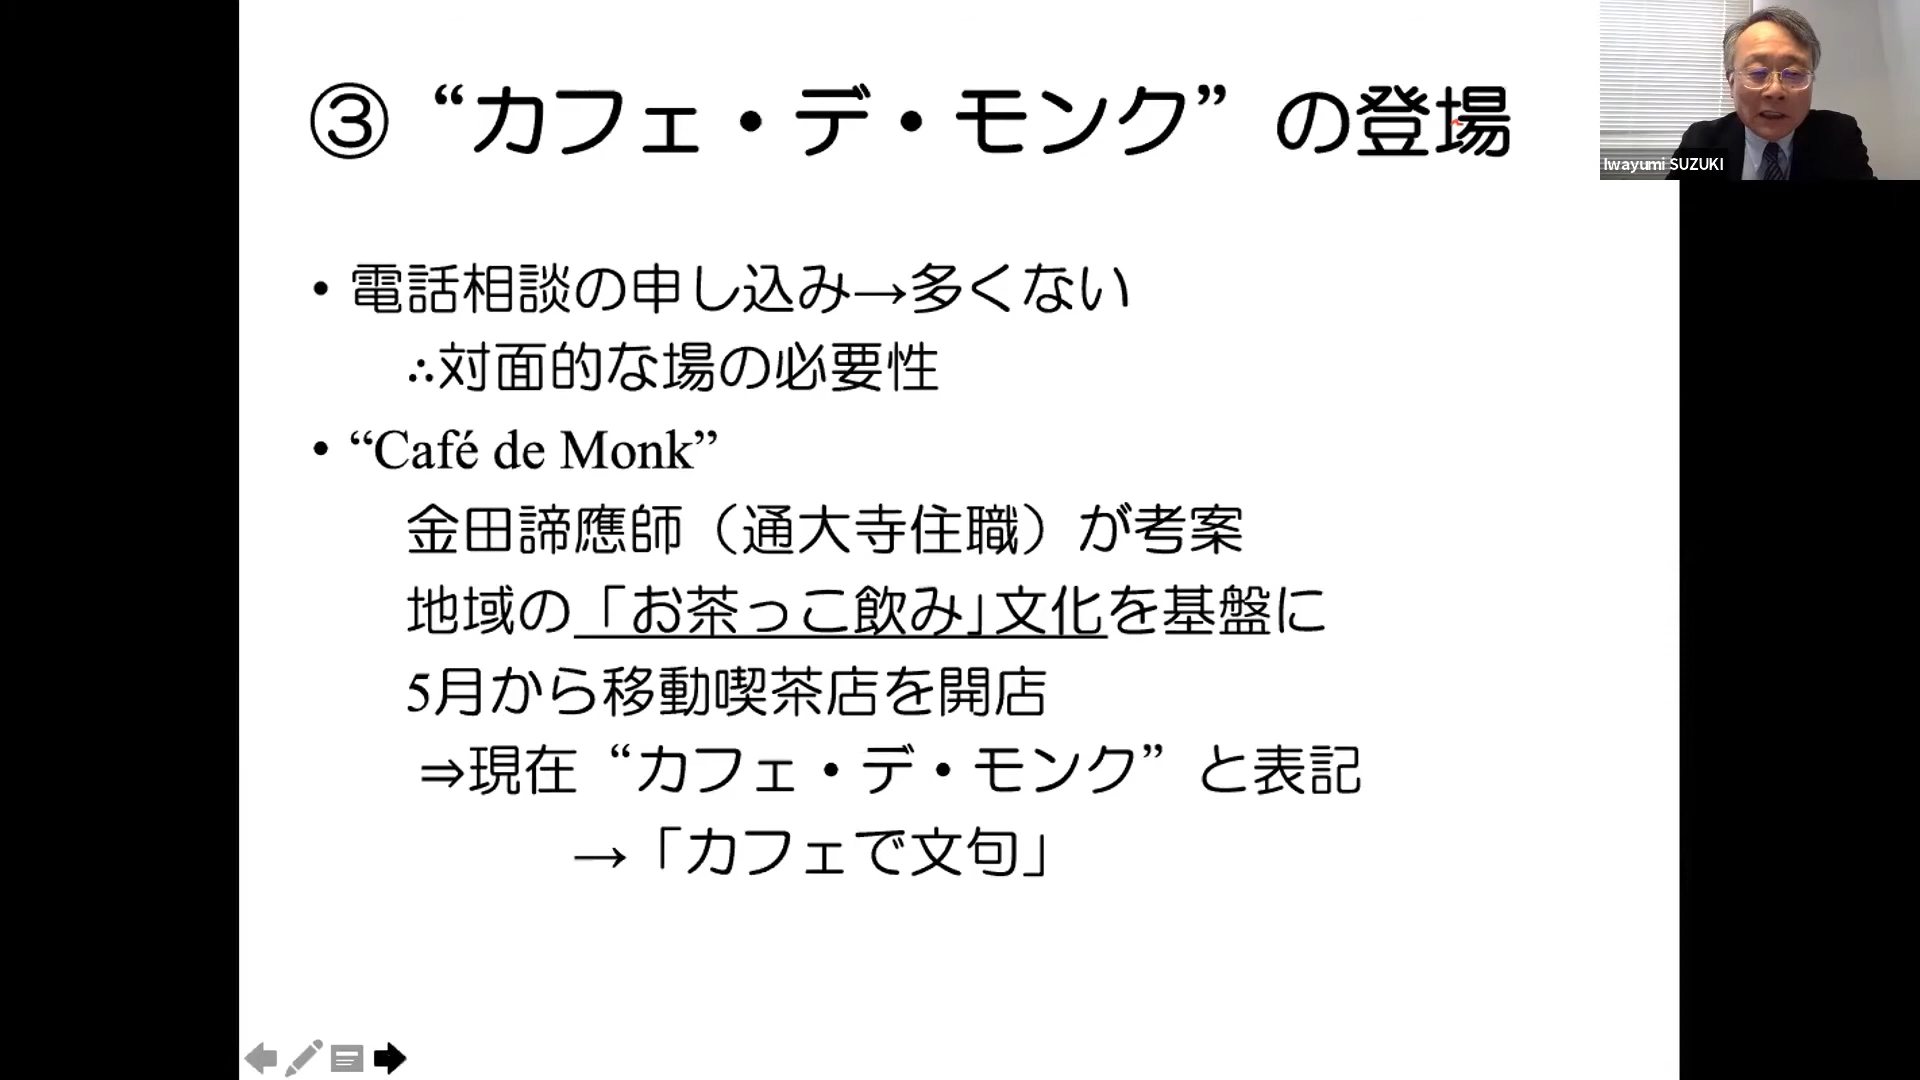 ③“カフェ・デ・モンク”の登場
Iwayumi SUZUKI
• 電話相談の申し込み→多くない
∴対面的な場の必要性
• “Café de Monk”
金田諦應師（通大寺住職）が考案
地域の「お茶っこ飲み」文化を基盤に
5月から移動喫茶店を開店
⇒現在“カフェ・デ・モンク”と表記
→「カフェで文句」